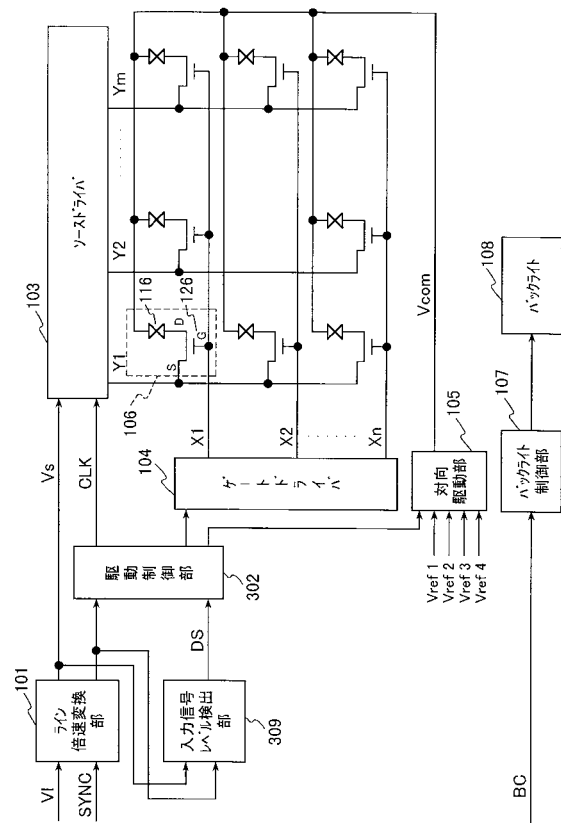 VI
SYNC
101
ライン
倍速変換
部
入力信号
レベル検出
部
309
DS
Vs
CLK
駆動制御部
302
103
ソースドライバ
Y1
Y2
········
Ym
106
116
126
S
D
G
104
ゲートドライバ
X1
X2
········
Xn
Vcom
対向
駆動部
105
Vref 1
Vref 2
Vref 3
Vref 4
BC
バックライト
制御部
107
バックライト
108